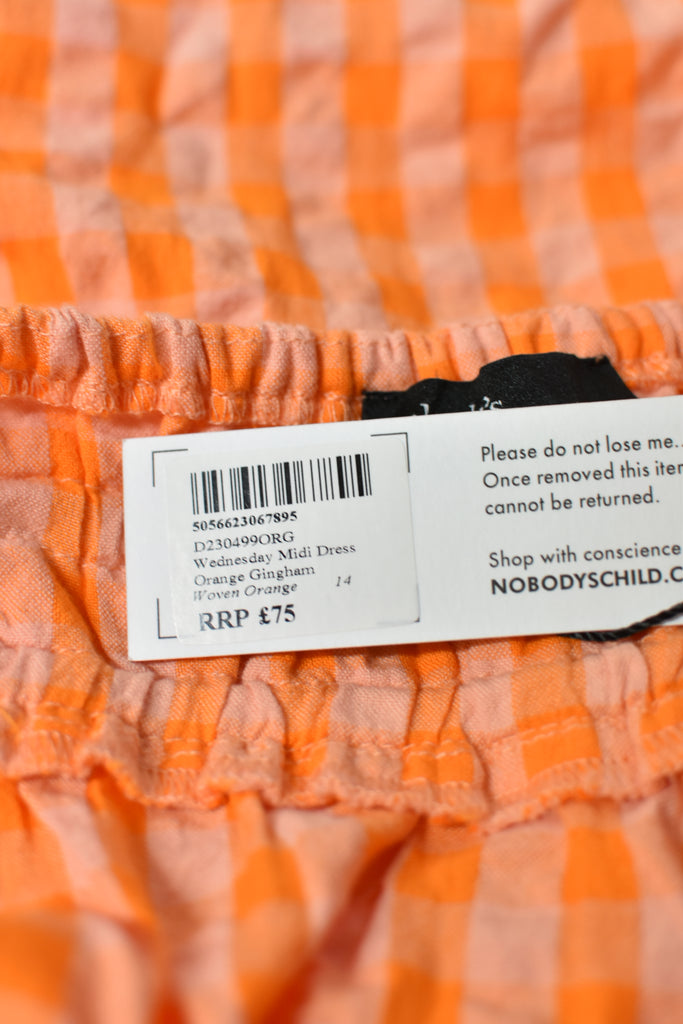 5056623067895
D230499ORG
Wednesday Midi Dress
Orange Gingham
Woven Orange 14
RRP £75
Please do not lose me..
Once removed this item
cannot be returned.
Shop with conscience
NOBODYSCHILD.C